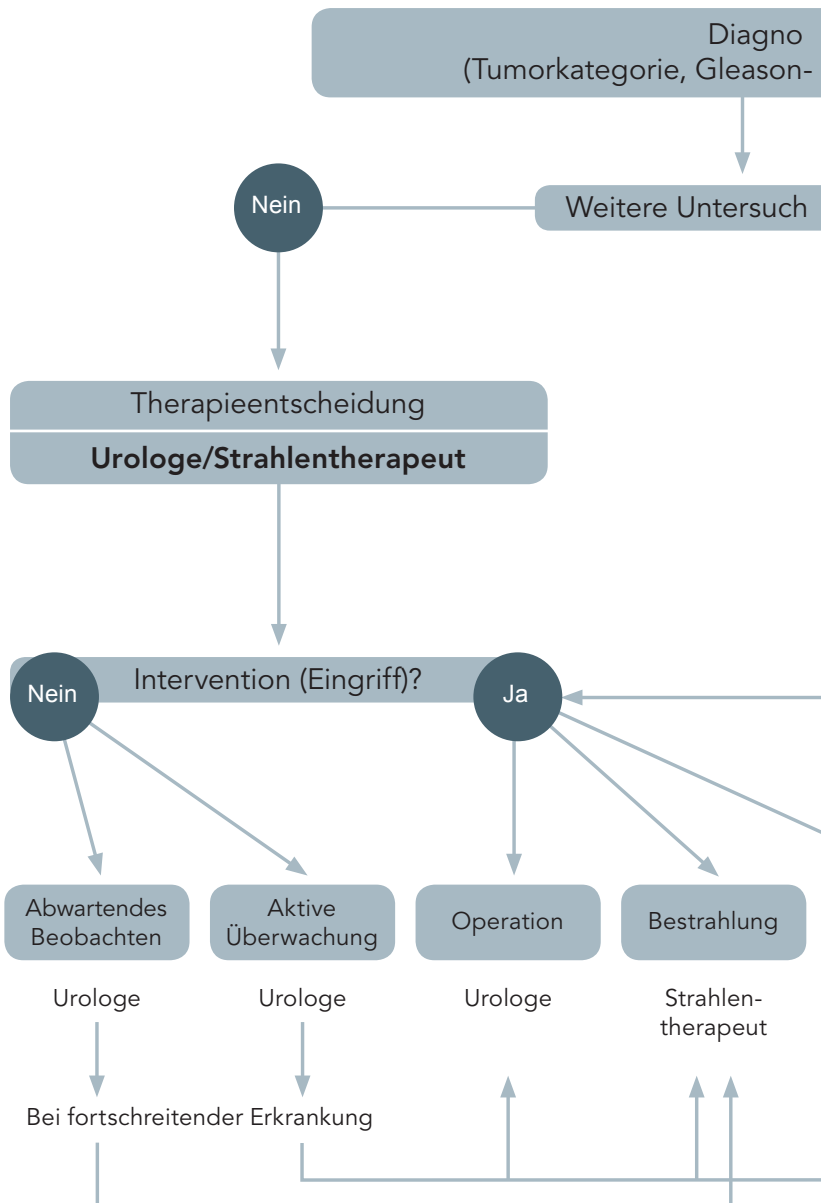 Diagno
(Tumorkategorie, Gleason-
Nein
Weitere Untersuch
Therapieentscheidung
Urologe/Strahlentherapeut
Nein
Intervention (Eingriff)?
Ja
Abwartendes
Beobachten
Aktive
Überwachung
Operation
Bestrahlung
Urologe
Urologe
Urologe
Strahlen-
therapeut
Bei fortschreitender Erkrankung